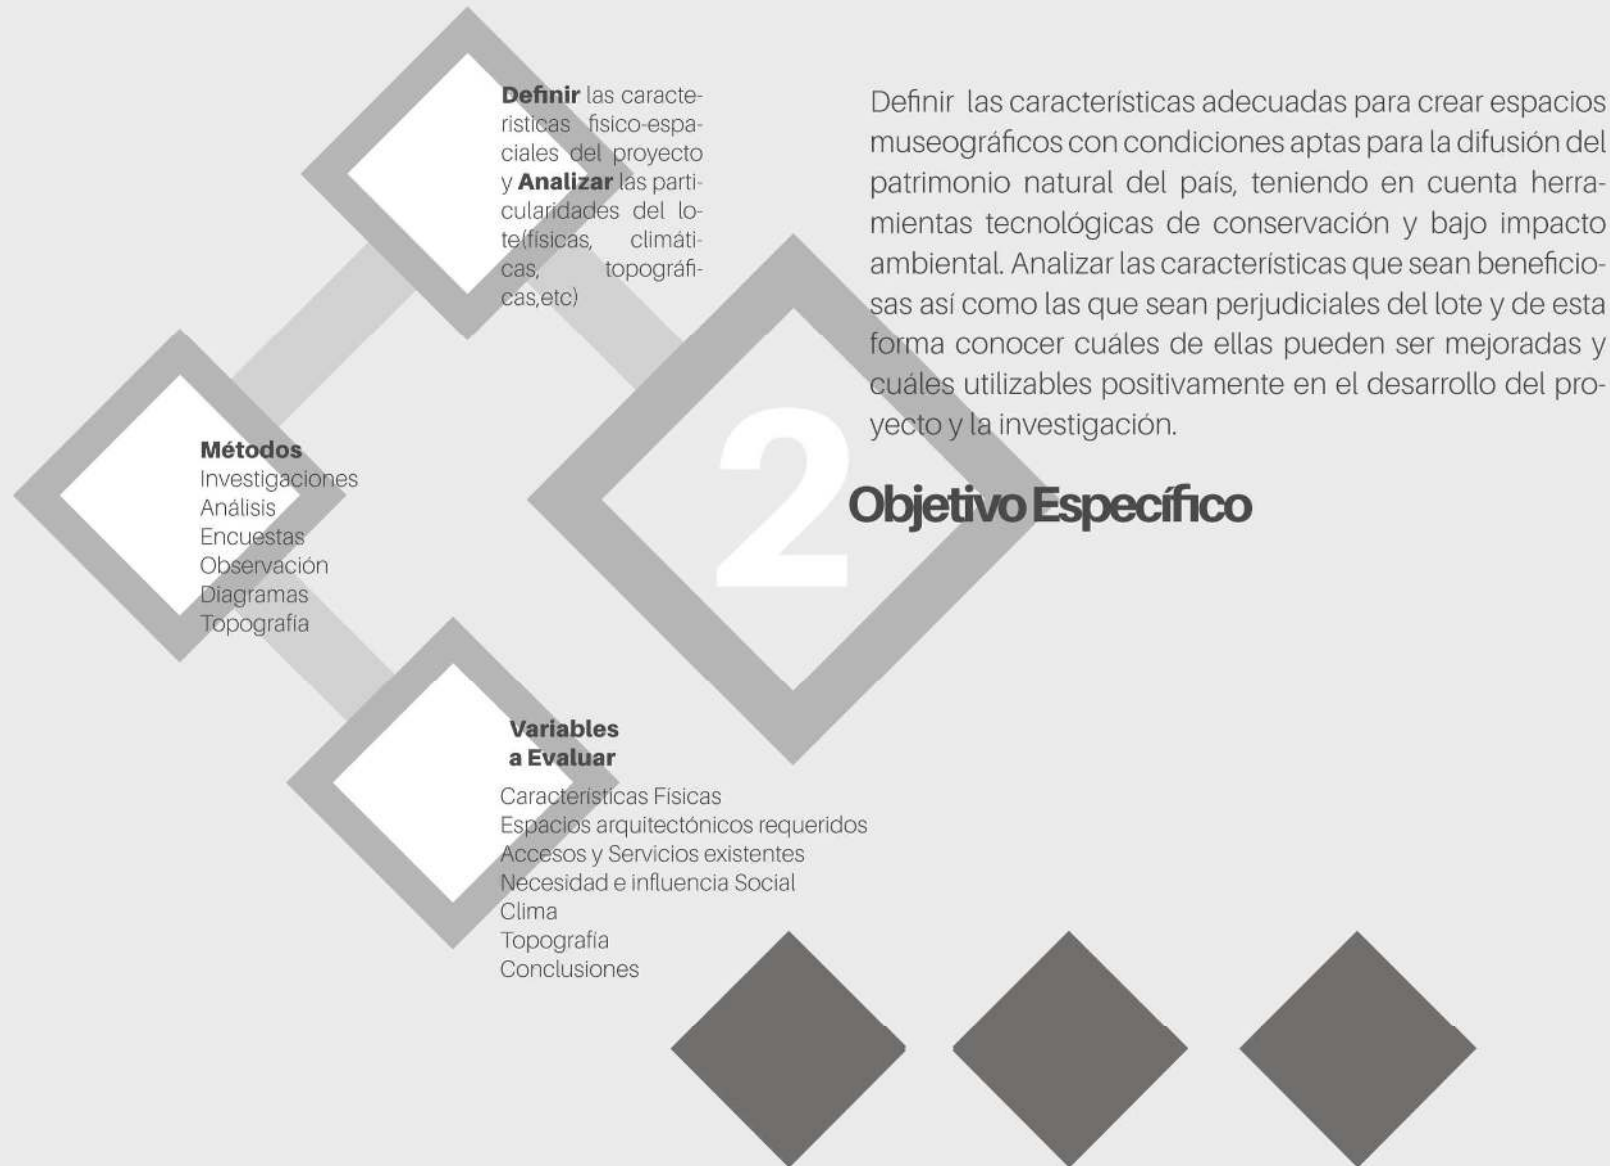 Definir las caracte-
rísticas físico-espa-
ciales del proyecto
y Analizar las parti-
cularidades del lo-
te(físicas, climáti-
cas, topográfi-
cas,etc)
Definir las características adecuadas para crear espacios
museográficos con condiciones aptas para la difusión del
patrimonio natural del país, teniendo en cuenta herra-
mientas tecnológicas de conservación y bajo impacto
ambiental. Analizar las características que sean beneficio-
sas así como las que sean perjudiciales del lote y de esta
forma conocer cuáles de ellas pueden ser mejoradas y
cuáles utilizables positivamente en el desarrollo del pro-
yecto y la investigación.
2
Objetivo Específico
Métodos
Investigaciones
Análisis
Encuestas
Observación
Diagramas
Topografía
Variables
a Evaluar
Características Físicas
Espacios arquitectónicos requeridos
Accesos y Servicios existentes
Necesidad e influencia Social
Clima
Topografía
Conclusiones